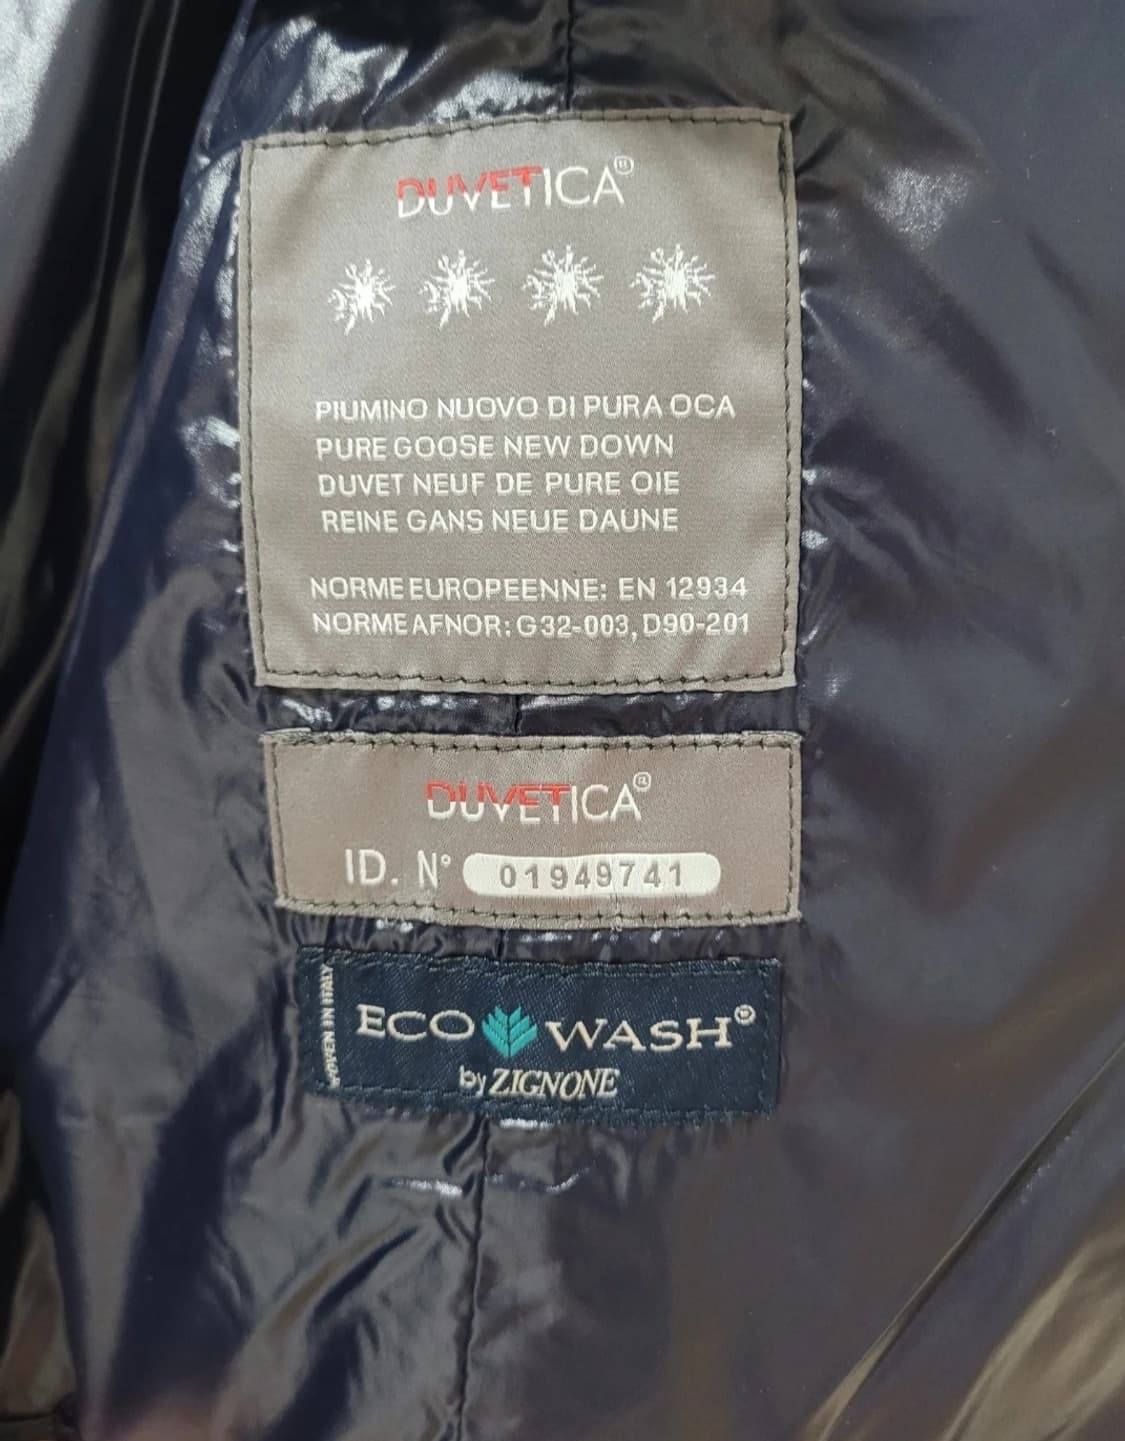 DUVETICA®
PIUMINO NUOVO DI PURA OCA
PURE GOOSE NEW DOWN
DUVET NEUF DE PURE OIE
REINE GANS NEUE DAUNE
NORME EUROPEENNE: EN 12934
NORME AFNOR: G32-003, D90-201
DUVETICA®
ID. N° 01949741
WOVEN IN ITALY
ECO WASH®
by ZIGNONE